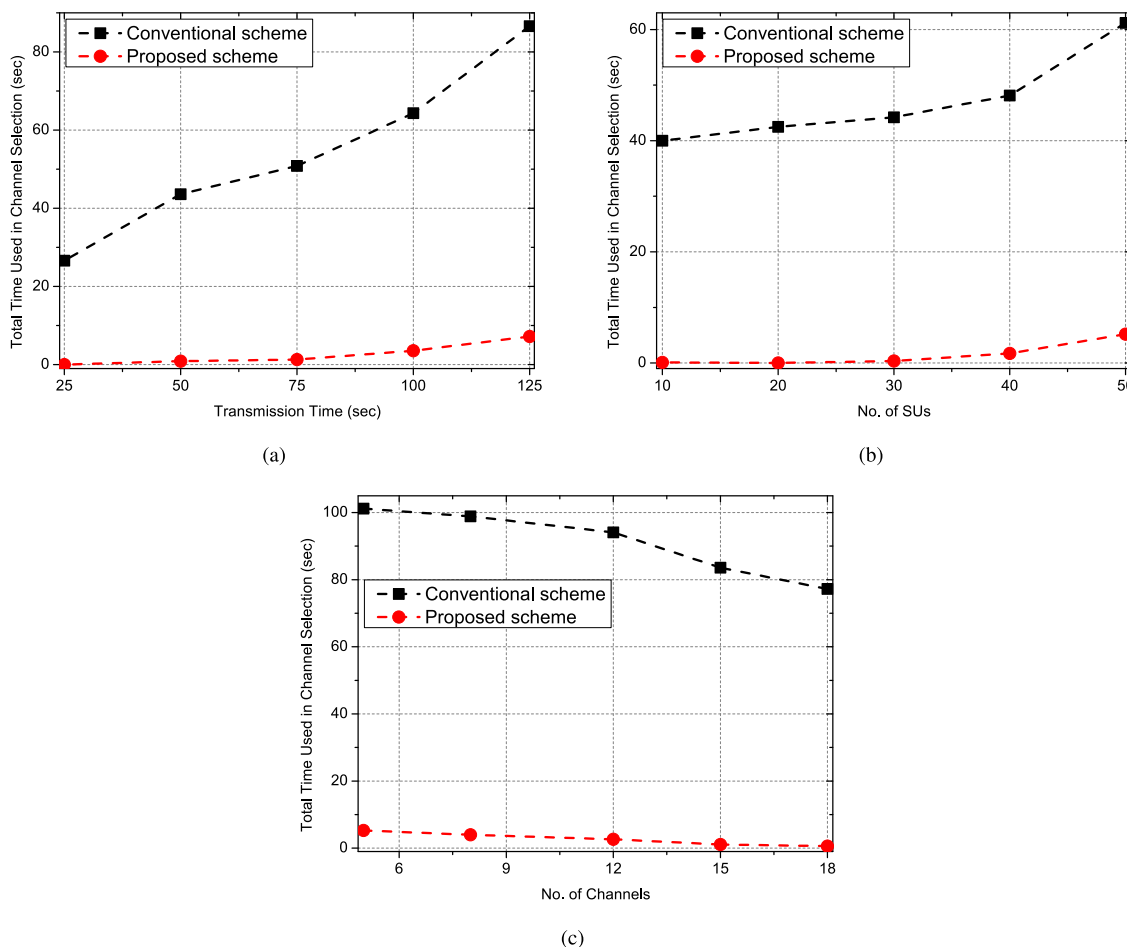 Conventional scheme
Proposed scheme
Total Time Used in Channel Selection (sec)
80
60
40
20
0
25 50 75 100 125
Transmission Time (sec)
(a)
Conventional scheme
Proposed scheme
Total Time Used in Channel Selection (sec)
60
40
20
0
10 20 30 40 50
No. of SUs
(b)
Total Time Used in Channel Selection (sec)
100
80
Conventional scheme
Proposed scheme
60
40
20
0
6 9 12 15 18
No. of Channels
(c)